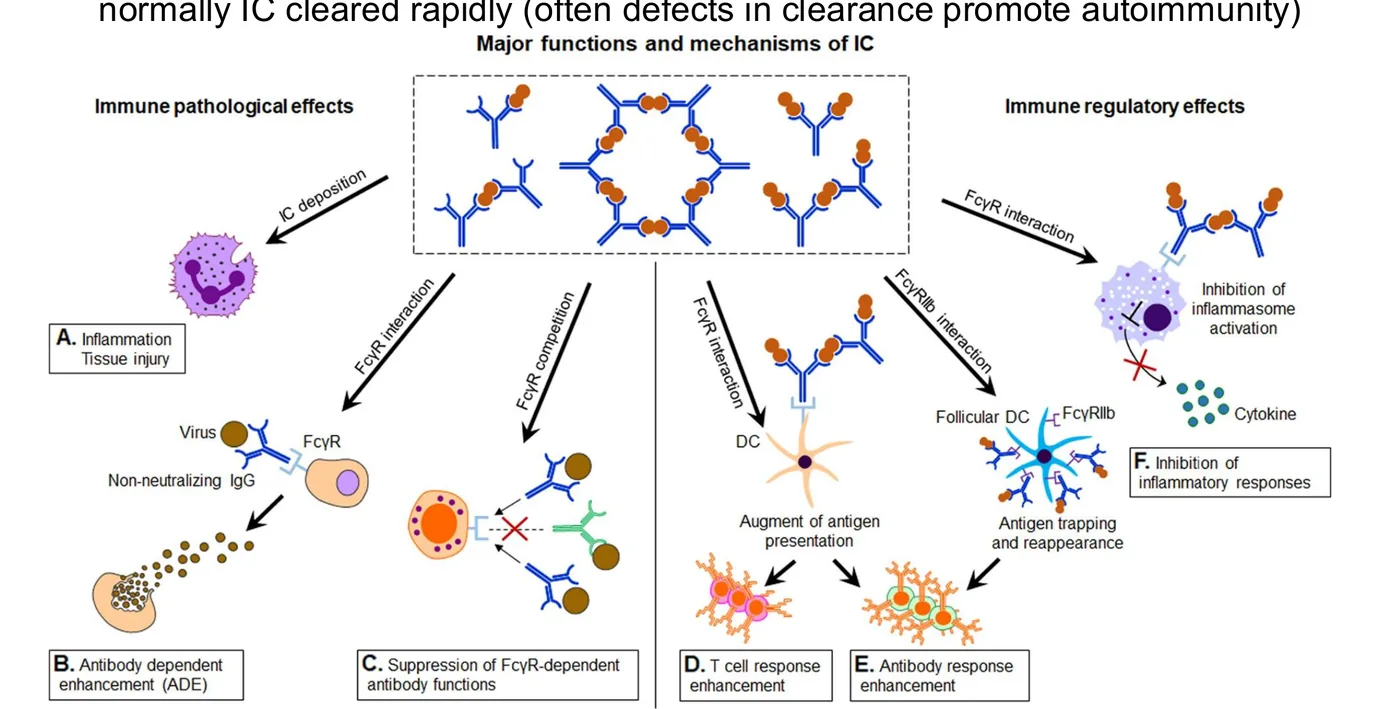 normally IC cleared rapidly (often defects in clearance promote autoimmunity)
Major functions and mechanisms of IC
Immune pathological effects
Immune regulatory effects
IC deposition
FcγR interaction
A. Inflammation
Tissue injury
FcγR interaction
FcγR competition
FcγR interaction
FcγRIIb interaction
Inhibition of
inflammasome
activation
Cytokine
Virus
FcγR
Non-neutralizing IgG
DC
Follicular DC
FcγRIIb
F. Inhibition of
inflammatory responses
Augment of antigen
presentation
Antigen trapping
and reappearance
B. Antibody dependent
enhancement (ADE)
C. Suppression of FcγR-dependent
antibody functions
D. T cell response
enhancement
E. Antibody response
enhancement